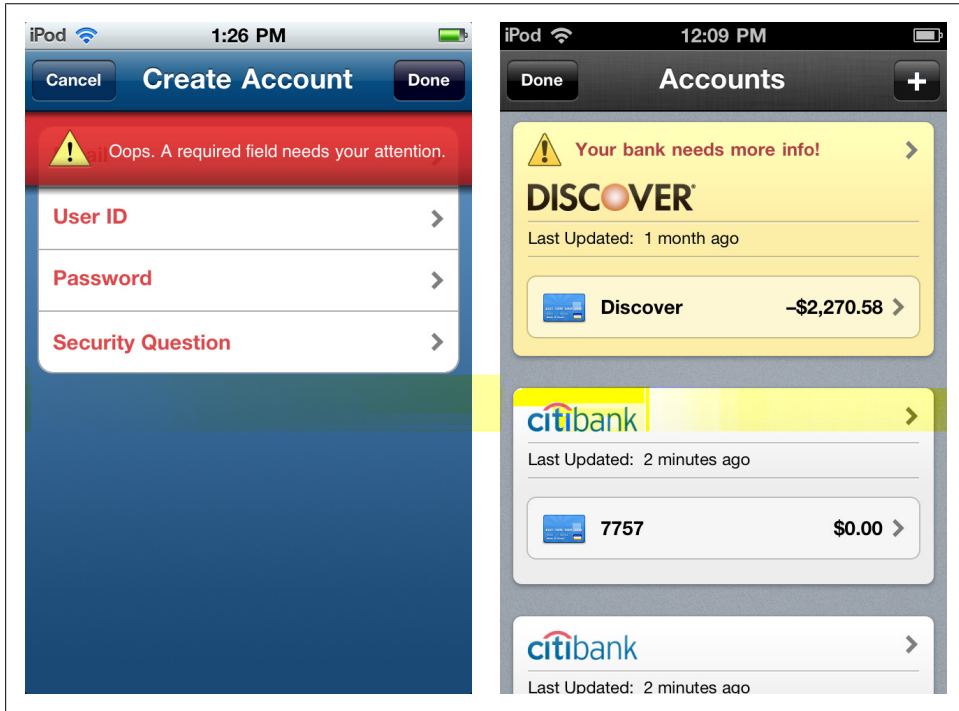 iPod
1:26 PM
Cancel
Create Account
Done
Email
Oops. A required field needs your attention.
User ID
Password
Security Question
iPod
12:09 PM
Done
Accounts
+
Your bank needs more info!
DISCOVER
Last Updated: 1 month ago
Discover
–$2,270.58
citibank
Last Updated: 2 minutes ago
7757
$0.00
citibank
Last Updated: 2 minutes ago